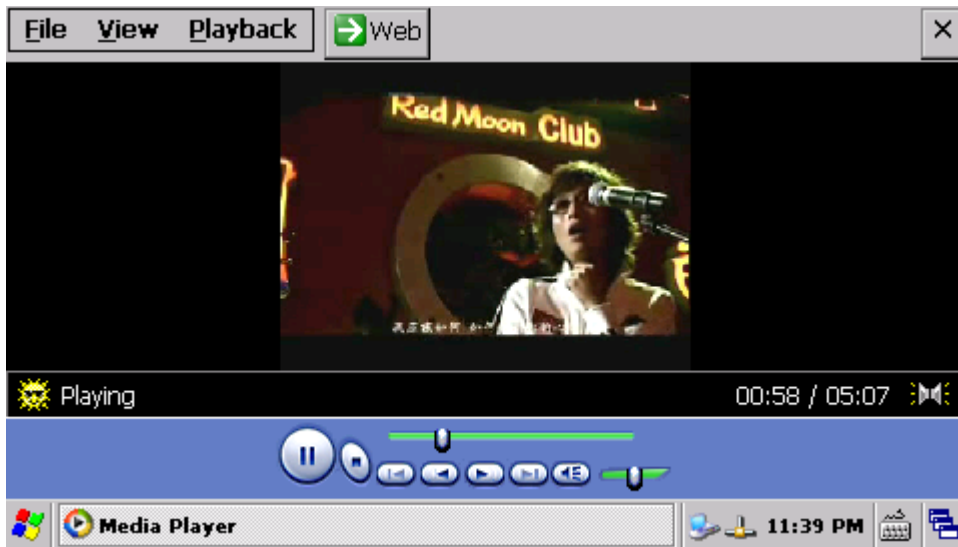 File View Playback Web
Red Moon Club
Playing 00:58 / 05:07
Media Player 11:39 PM